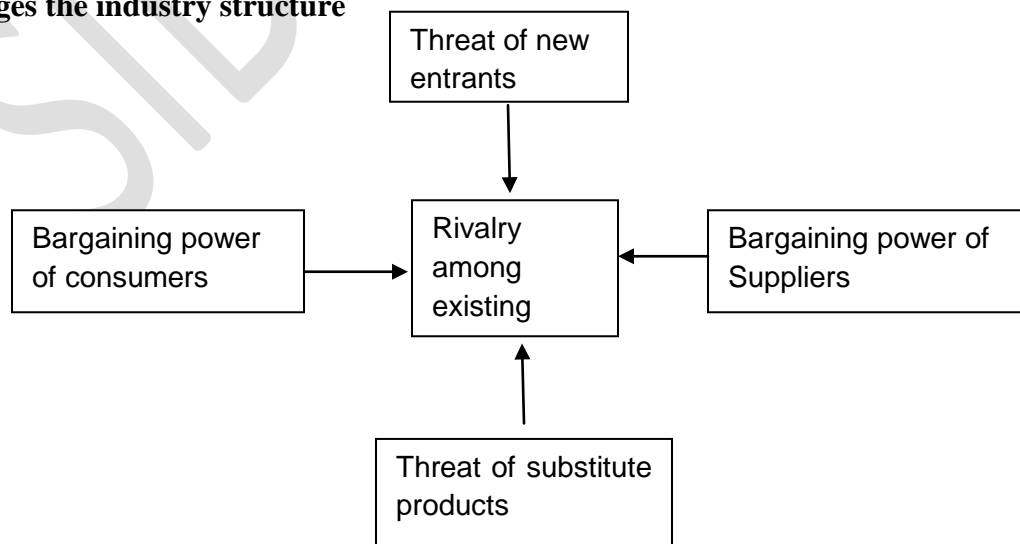 ges the industry structure
Threat of new
entrants
Bargaining power
of consumers
Rivalry
among
existing
Bargaining power of
Suppliers
Threat of substitute
products